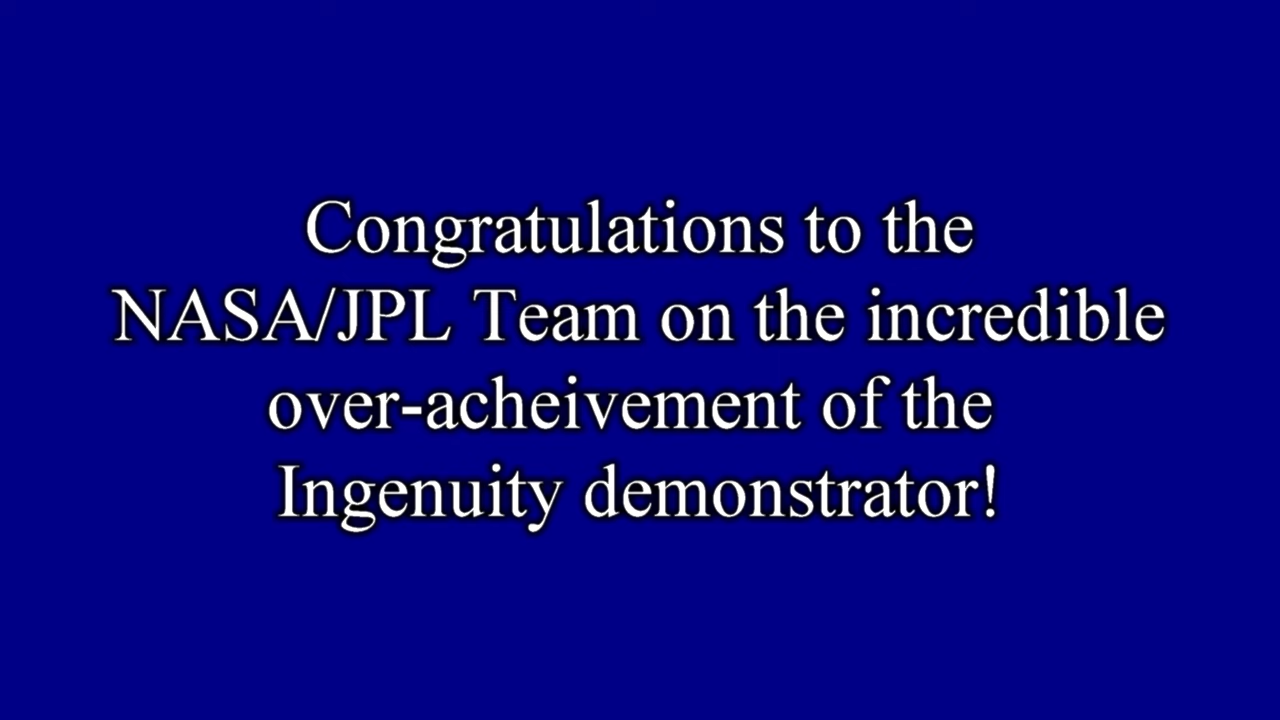 Congratulations to the
NASA/JPL Team on the incredible
over-acheivement of the
Ingenuity demonstrator!